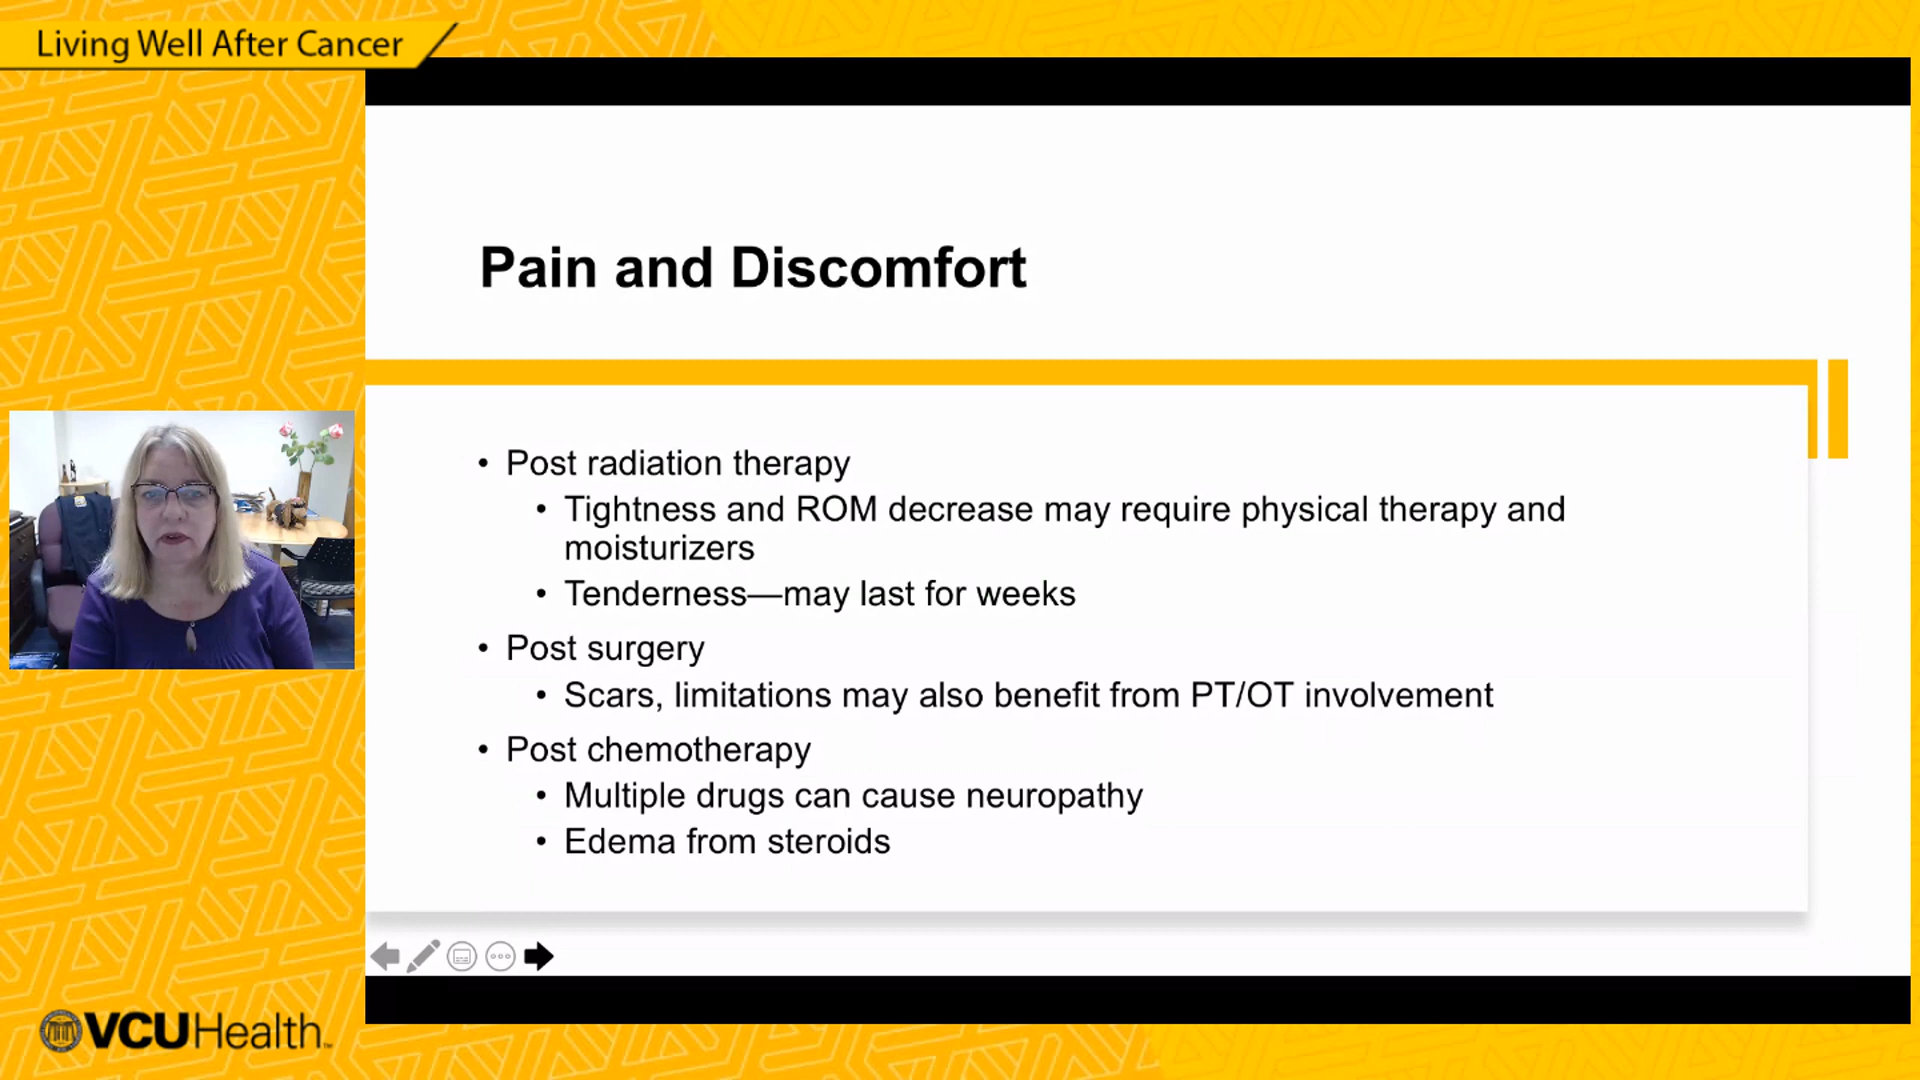 Living Well After Cancer
Pain and Discomfort
• Post radiation therapy
• Tightness and ROM decrease may require physical therapy and
moisturizers
• Tenderness—may last for weeks
• Post surgery
• Scars, limitations may also benefit from PT/OT involvement
• Post chemotherapy
• Multiple drugs can cause neuropathy
• Edema from steroids
VCUHealth™